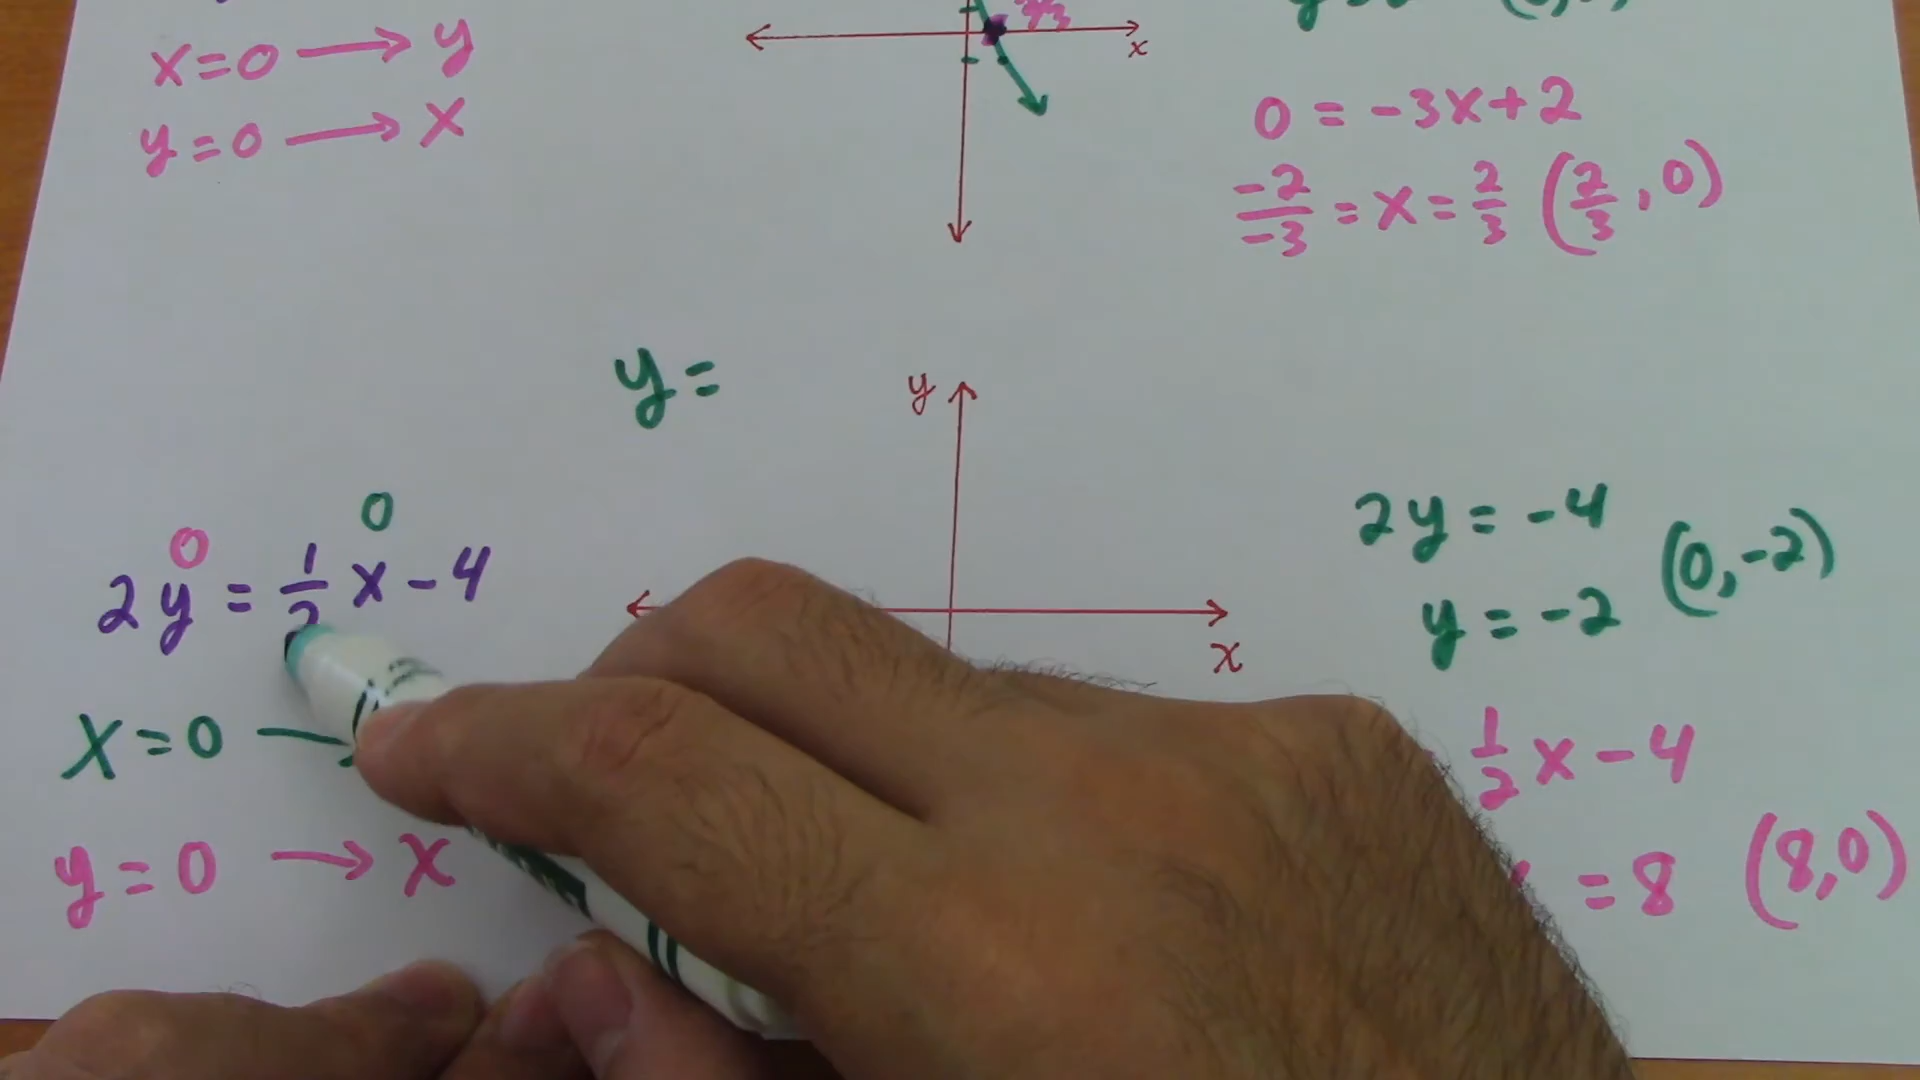 x = 0 → y
y = 0 → x
x
0 = -3x + 2
-2/-3 = x = 2/3 (2/3, 0)
y =
y
x
0 0
2y = 1/2 x - 4
x = 0
y = 0 → x
2y = -4
y = -2 (0, -2)
1/2 x - 4
= 8 (8, 0)